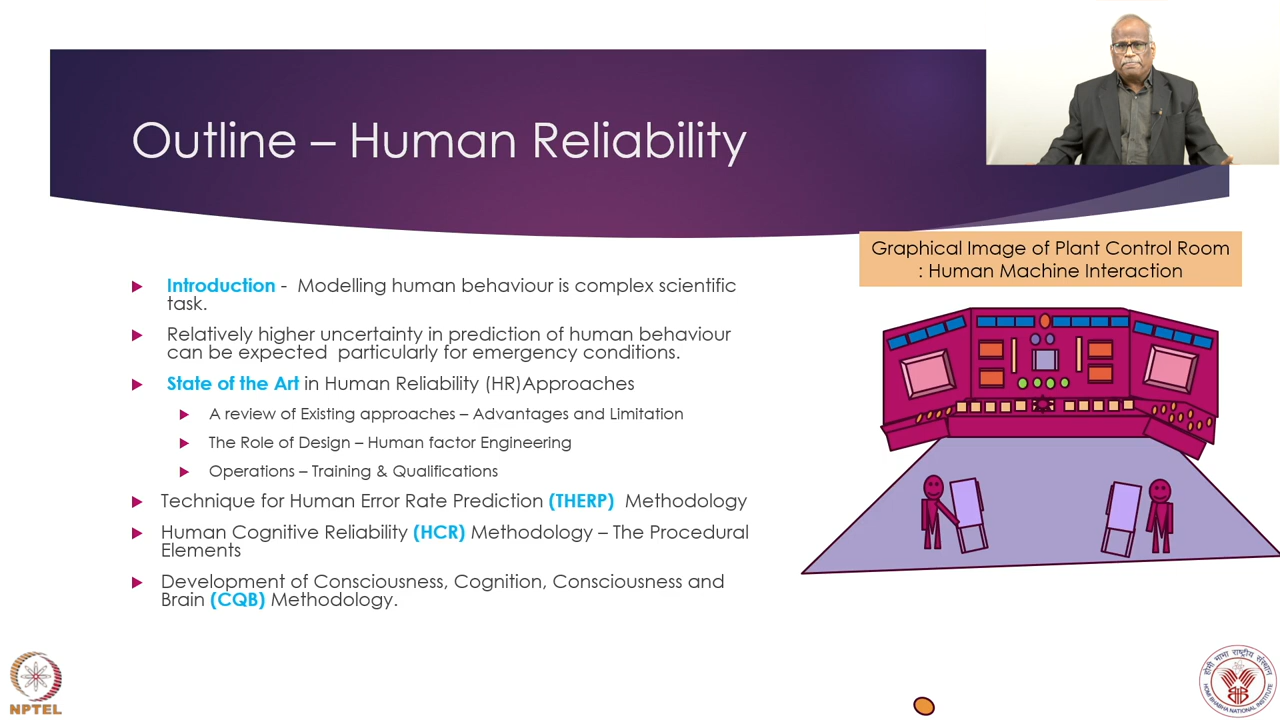 Outline – Human Reliability
Graphical Image of Plant Control Room
: Human Machine Interaction
Introduction - Modelling human behaviour is complex scientific
task.
Relatively higher uncertainty in prediction of human behaviour
can be expected particularly for emergency conditions.
State of the Art in Human Reliability (HR)Approaches
A review of Existing approaches – Advantages and Limitation
The Role of Design – Human factor Engineering
Operations – Training & Qualifications
Technique for Human Error Rate Prediction (THERP) Methodology
Human Cognitive Reliability (HCR) Methodology – The Procedural
Elements
Development of Consciousness, Cognition, Consciousness and
Brain (CQB) Methodology.
NPTEL
होमी भाभा राष्ट्रीय संस्थान
HOMI BHABHA NATIONAL INSTITUTE